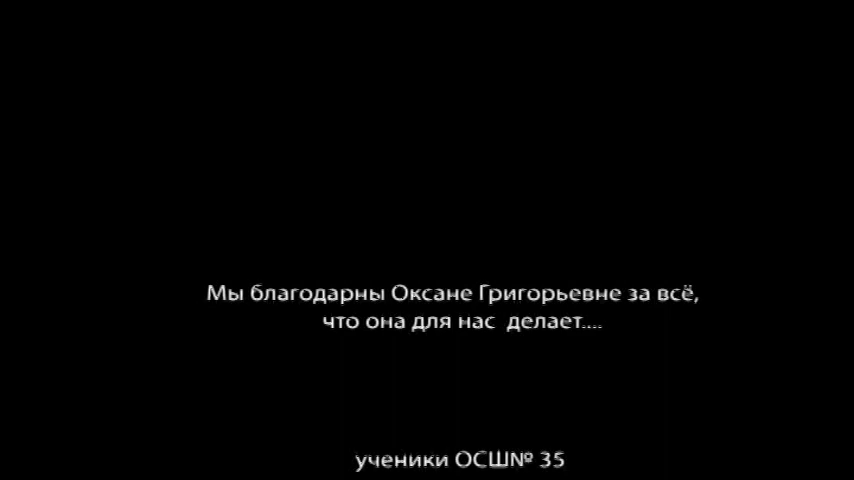 Мы благодарны Оксане Григорьевне за всё,
что она для нас делает....
ученики ОСШ№ 35